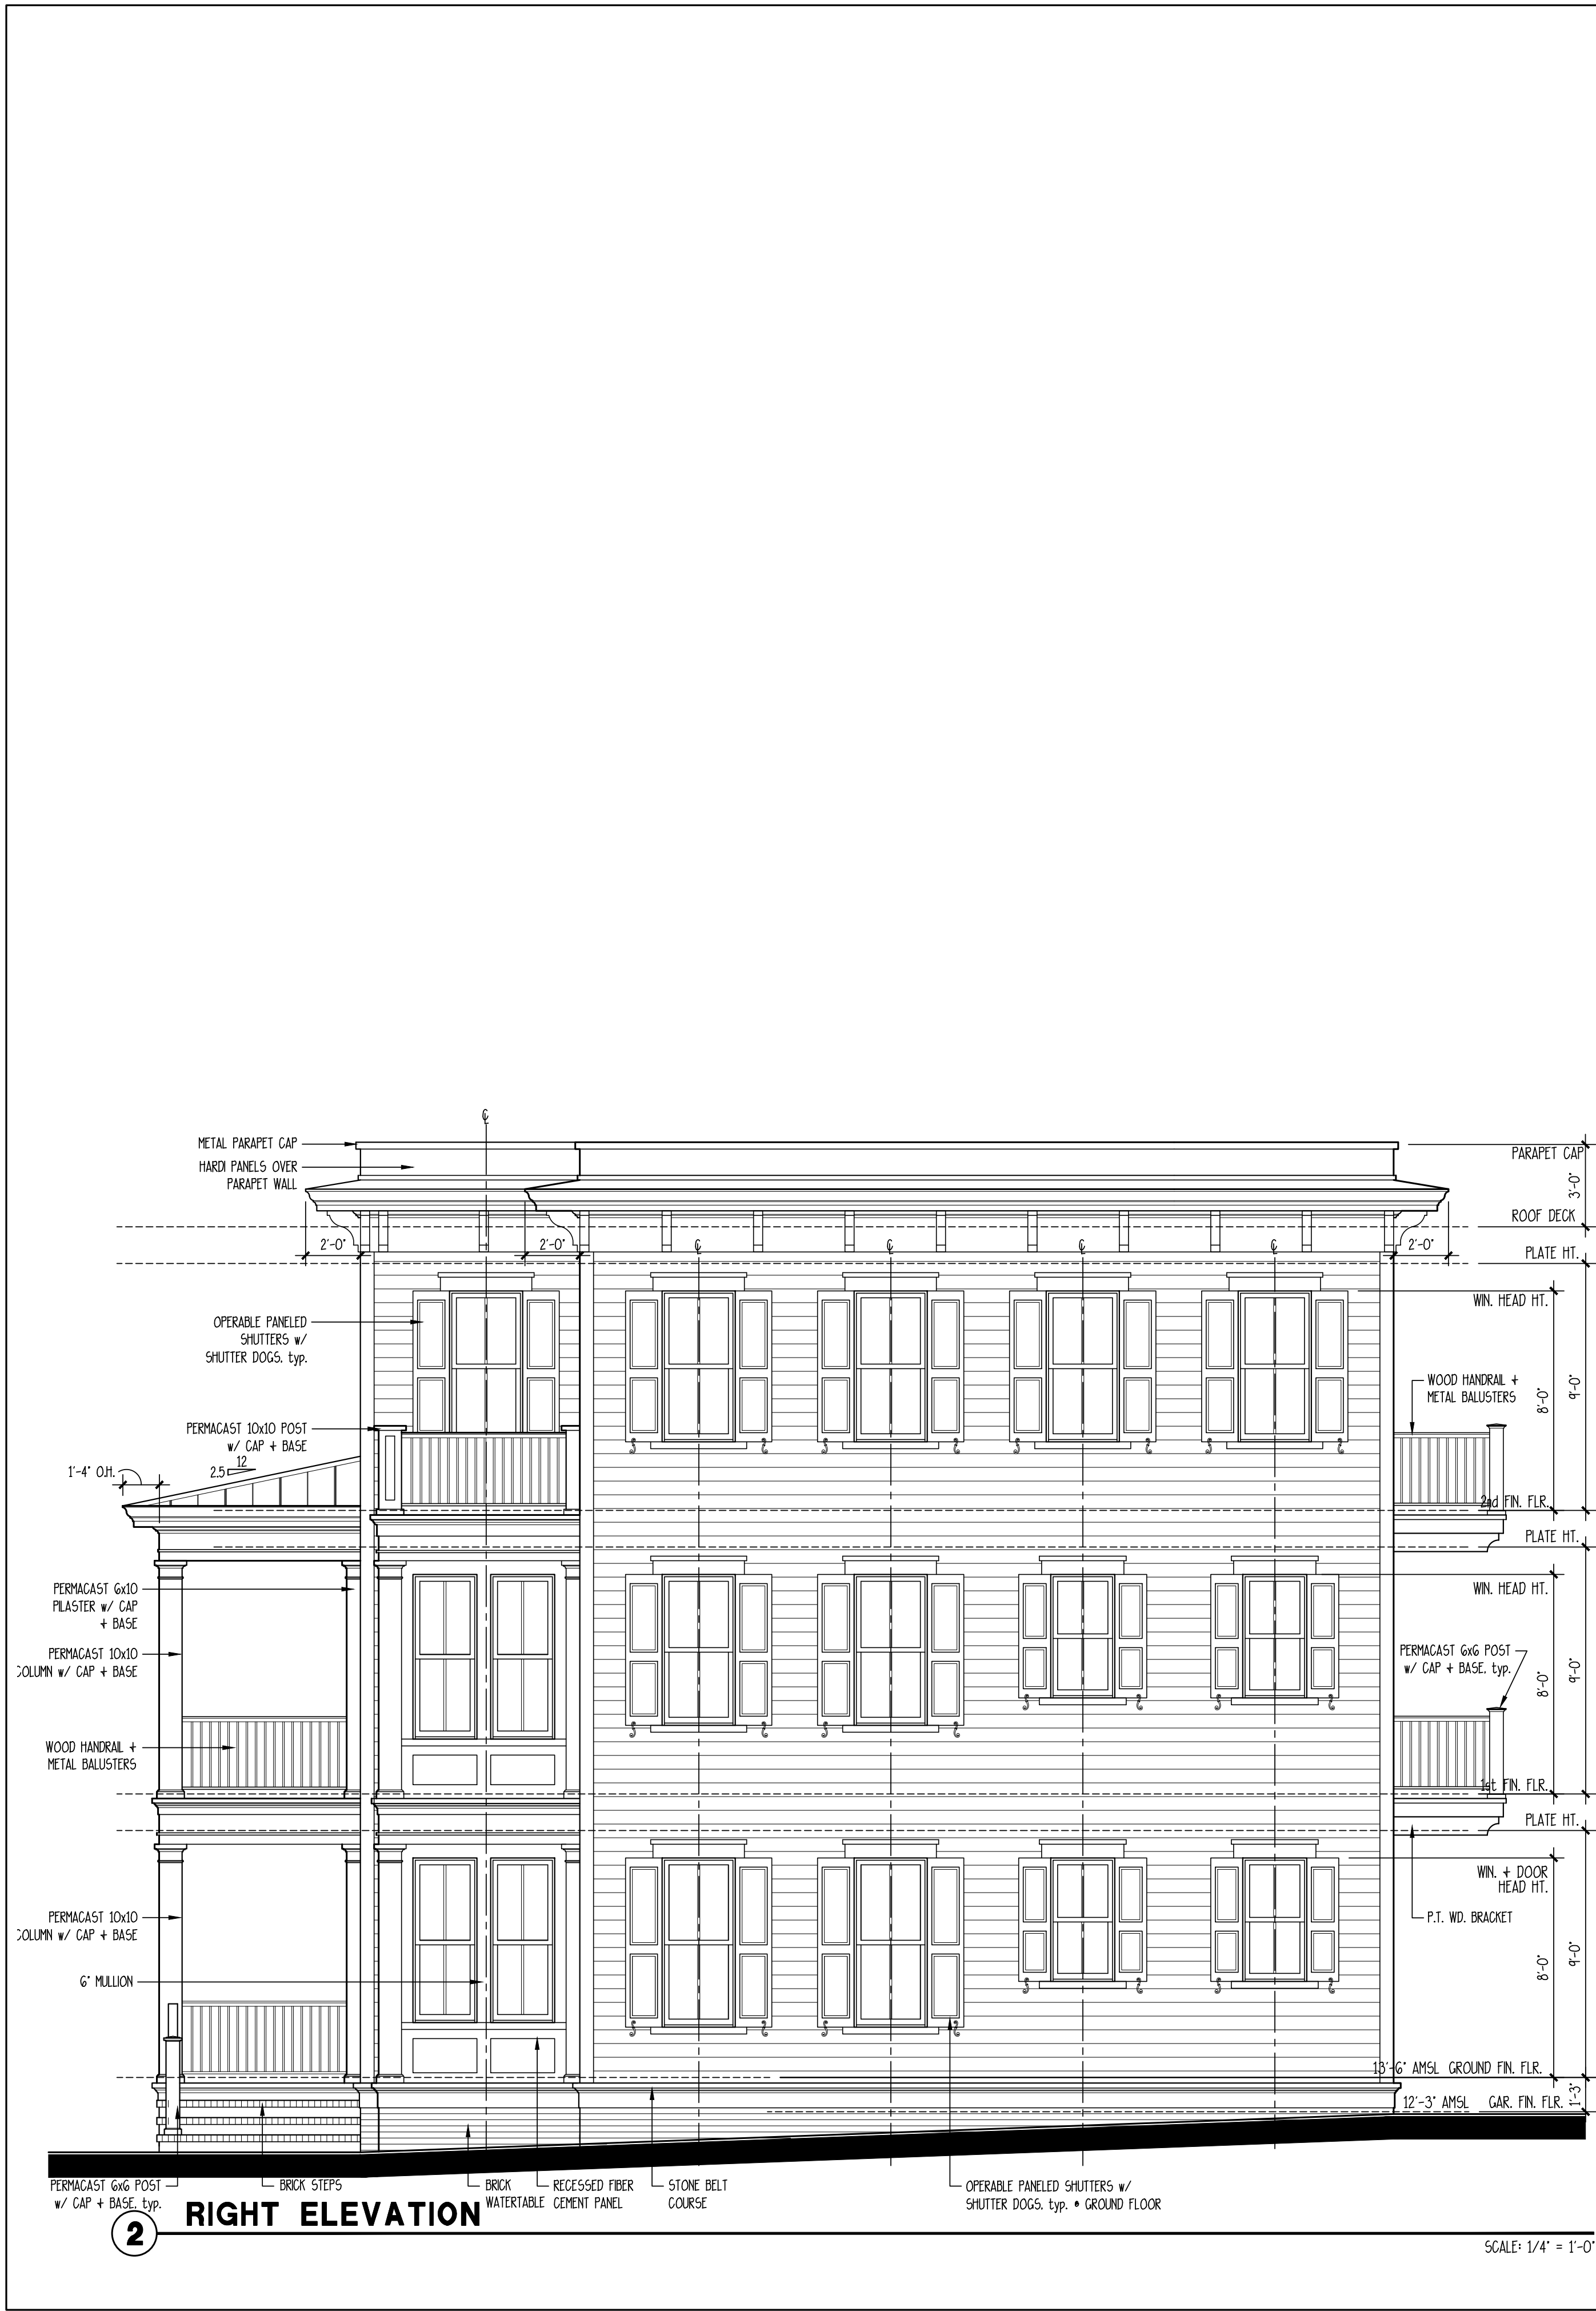 ℄
METAL PARAPET CAP
HARDI PANELS OVER
PARAPET WALL
PARAPET CAP
3'-0"
ROOF DECK
2'-0"
2'-0"
℄
℄
℄
℄
2'-0"
PLATE HT.
WIN. HEAD HT.
OPERABLE PANELED
SHUTTERS w/
SHUTTER DOGS, typ.
WOOD HANDRAIL +
METAL BALUSTERS
8'-0"
9'-0"
PERMACAST 10x10 POST
w/ CAP + BASE
1'-4" O.H.
12
2.5
2nd FIN. FLR.
PLATE HT.
PERMACAST 6x10
PILASTER w/ CAP
+ BASE
WIN. HEAD HT.
PERMACAST 10x10
COLUMN w/ CAP + BASE
PERMACAST 6x6 POST
w/ CAP + BASE, typ.
8'-0"
9'-0"
WOOD HANDRAIL +
METAL BALUSTERS
1st FIN. FLR.
PLATE HT.
WIN. + DOOR
HEAD HT.
PERMACAST 10x10
COLUMN w/ CAP + BASE
P.T. WD. BRACKET
6" MULLION
8'-0"
9'-0"
13'-6" AMSL GROUND FIN. FLR.
12'-3" AMSL GAR. FIN. FLR.
1'-3"
PERMACAST 6x6 POST
w/ CAP + BASE, typ.
BRICK STEPS
BRICK
WATERTABLE
RECESSED FIBER
CEMENT PANEL
STONE BELT
COURSE
OPERABLE PANELED SHUTTERS w/
SHUTTER DOGS, typ. @ GROUND FLOOR
2
RIGHT ELEVATION
SCALE: 1/4" = 1'-0"